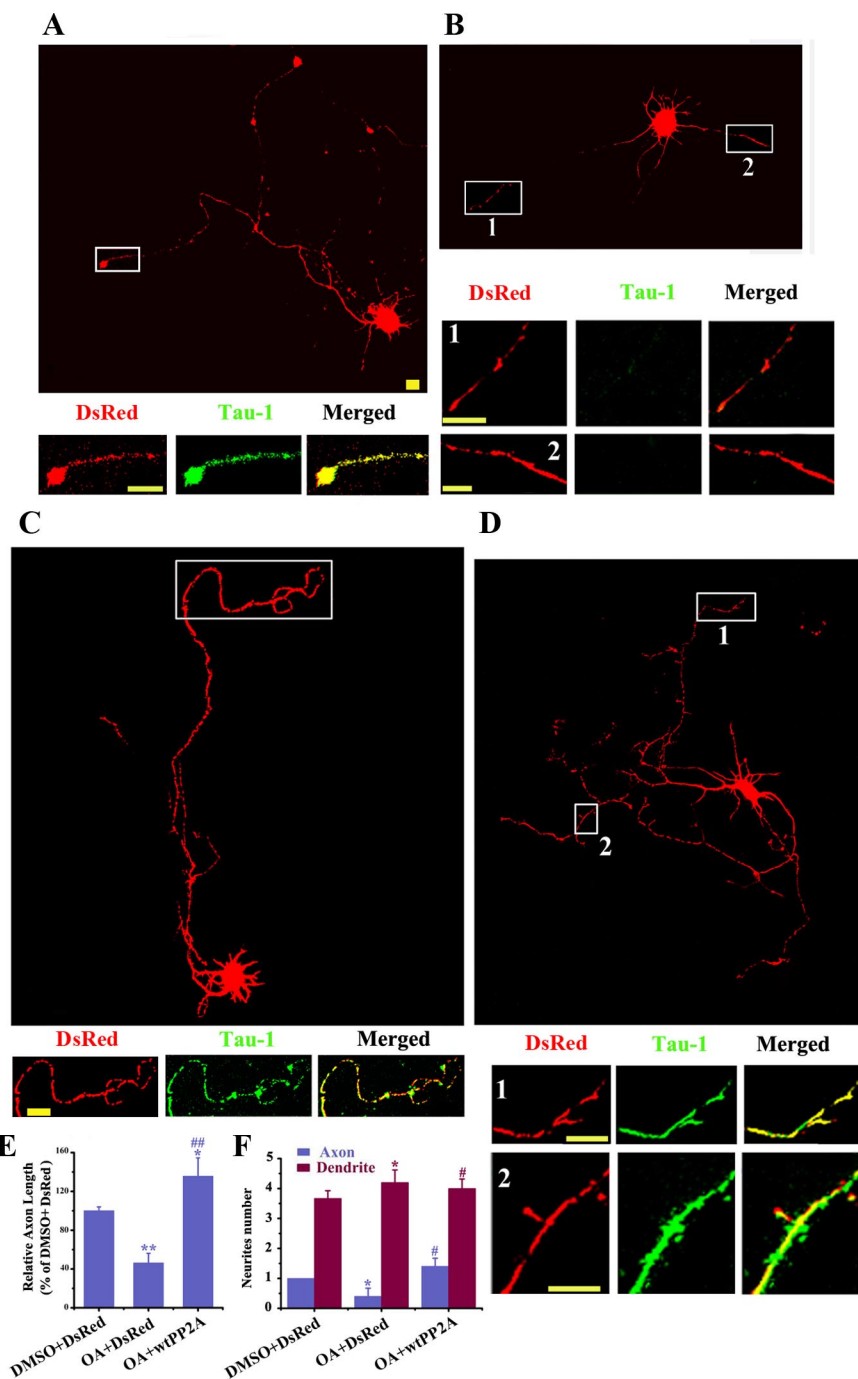 A
B
2
1
DsRed Tau-1 Merged
1
2
DsRed Tau-1 Merged
C
D
1
2
DsRed Tau-1 Merged
DsRed Tau-1 Merged
1
2
E
Relative Axon Length
(% of DMSO+ DsRed)
160
120
80
40
0
**
##
*
DMSO+DsRed
OA+DsRed
OA+wtPP2A
F
Axon
Dendrite
Neurites number
5
4
3
2
1
0
*
*
#
#
DMSO+DsRed
OA+DsRed
OA+wtPP2A